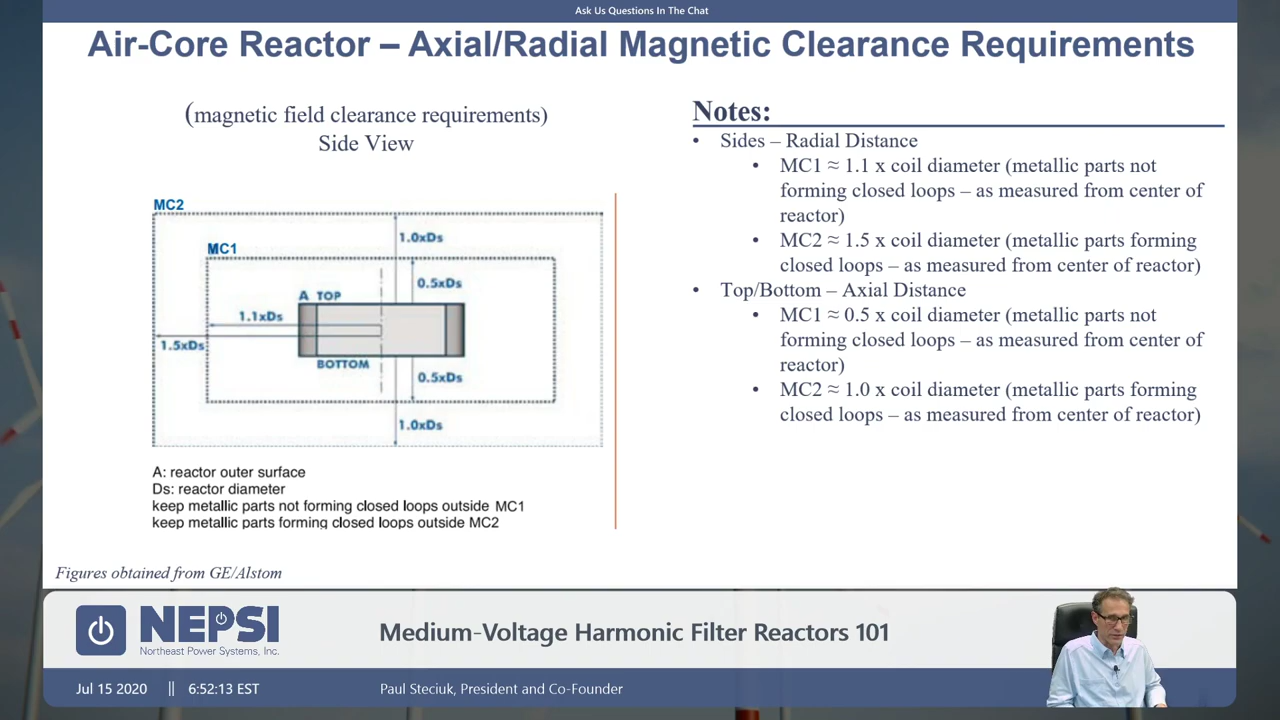 Ask Us Questions In The Chat
Air-Core Reactor – Axial/Radial Magnetic Clearance Requirements
(magnetic field clearance requirements)
Side View
MC2
1.0xDs
MC1
0.5xDs
A TOP
1.1xDs
1.5xDs
BOTTOM
0.5xDs
1.0xDs
A: reactor outer surface
Ds: reactor diameter
keep metallic parts not forming closed loops outside MC1
keep metallic parts forming closed loops outside MC2
Figures obtained from GE/Alstom
Notes:
• Sides – Radial Distance
• MC1 ≈ 1.1 x coil diameter (metallic parts not
forming closed loops – as measured from center of
reactor)
• MC2 ≈ 1.5 x coil diameter (metallic parts forming
closed loops – as measured from center of reactor)
• Top/Bottom – Axial Distance
• MC1 ≈ 0.5 x coil diameter (metallic parts not
forming closed loops – as measured from center of
reactor)
• MC2 ≈ 1.0 x coil diameter (metallic parts forming
closed loops – as measured from center of reactor)
NEPSI
Northeast Power Systems, Inc.
Medium-Voltage Harmonic Filter Reactors 101
Jul 15 2020 || 6:52:13 EST
Paul Steciuk, President and Co-Founder